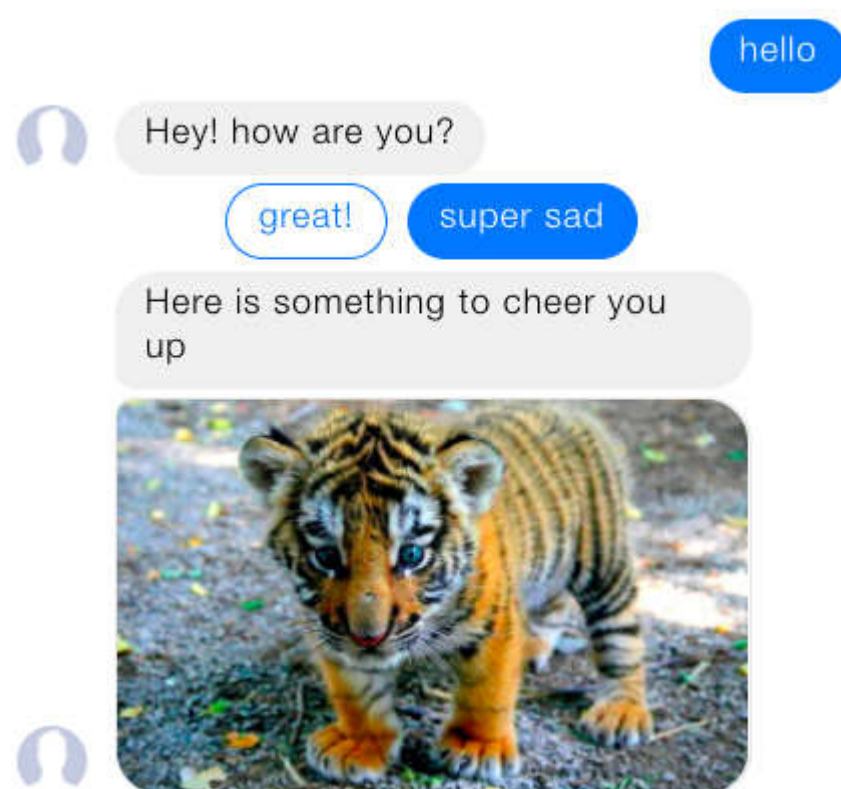 hello
Hey! how are you?
great!
super sad
Here is something to cheer you
up